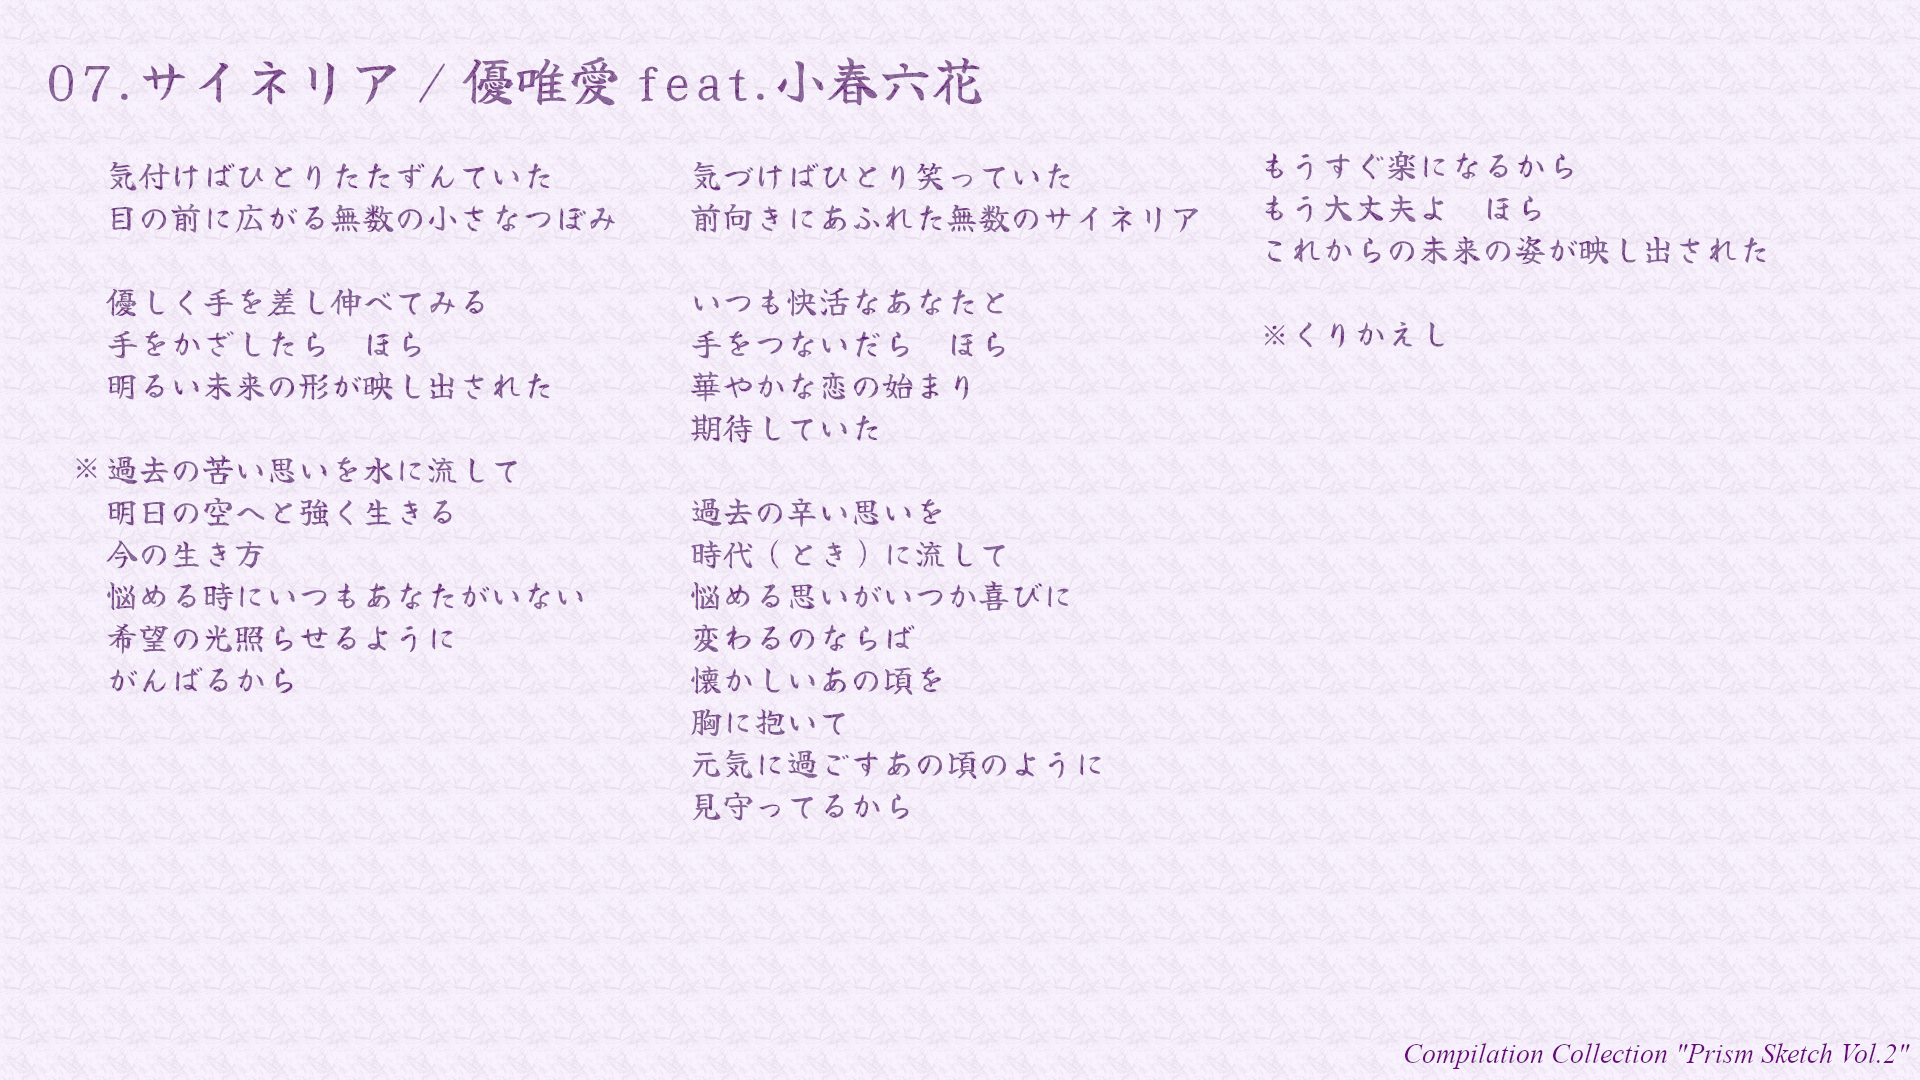 07.サイネリア / 優唯愛 feat.小春六花
気付けばひとりたたずんていた
目の前に広がる無数の小さなつぼみ
優しく手を差し伸べてみる
手をかざしたら　ほら
明るい未来の形が映し出された
※過去の苦い思いを水に流して
明日の空へと強く生きる
今の生き方
悩める時にいつもあなたがいない
希望の光照らせるように
がんばるから
気づけばひとり笑っていた
前向きにあふれた無数のサイネリア
いつも快活なあなたと
手をつないだら　ほら
華やかな恋の始まり
期待していた
過去の辛い思いを
時代（とき）に流して
悩める思いがいつか喜びに
変わるのならば
懐かしいあの頃を
胸に抱いて
元気に過ごすあの頃のように
見守ってるから
もうすぐ楽になるから
もう大丈夫よ　ほら
これからの未来の姿が映し出された
※くりかえし
Compilation Collection "Prism Sketch Vol.2"